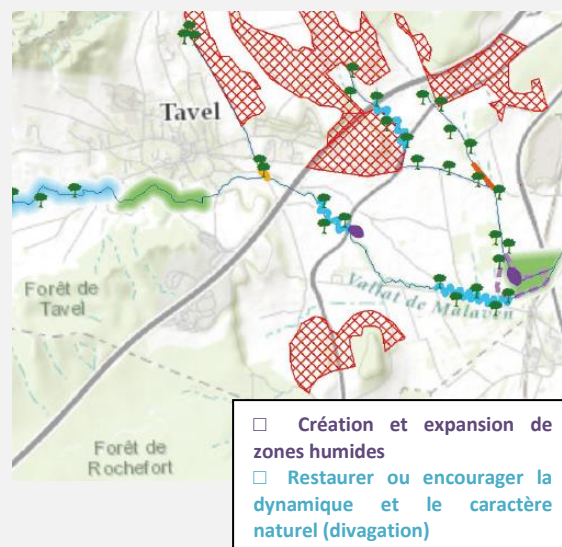 Tavel
Forêt de
Tavel
Vallat de Malaven
Forêt de
Rochefort
□ Création et expansion de
zones humides
□ Restaurer ou encourager la
dynamique et le caractère
naturel (divagation)